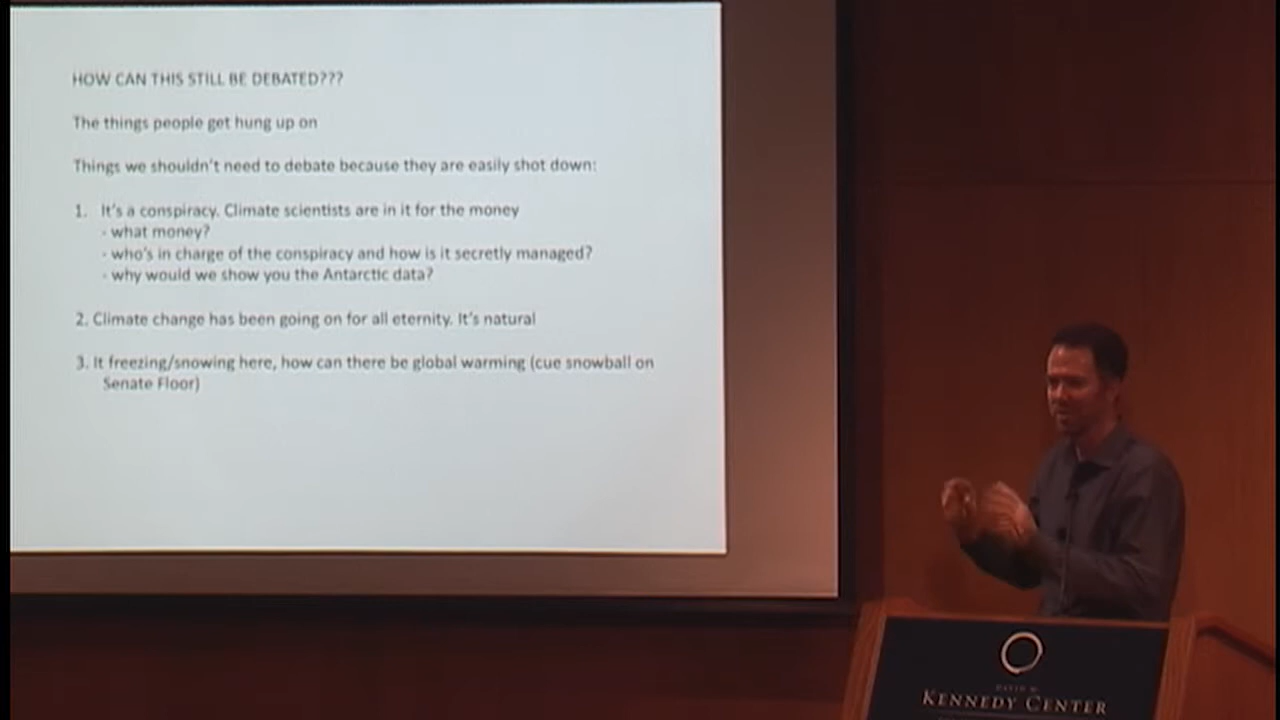 HOW CAN THIS STILL BE DEBATED???
The things people get hung up on
Things we shouldn't need to debate because they are easily shot down:
1. It's a conspiracy. Climate scientists are in it for the money
- what money?
- who's in charge of the conspiracy and how is it secretly managed?
- why would we show you the Antarctic data?
2. Climate change has been going on for all eternity. It's natural
3. It freezing/snowing here, how can there be global warming (cue snowball on
Senate Floor)
DAVID M.
KENNEDY CENTER